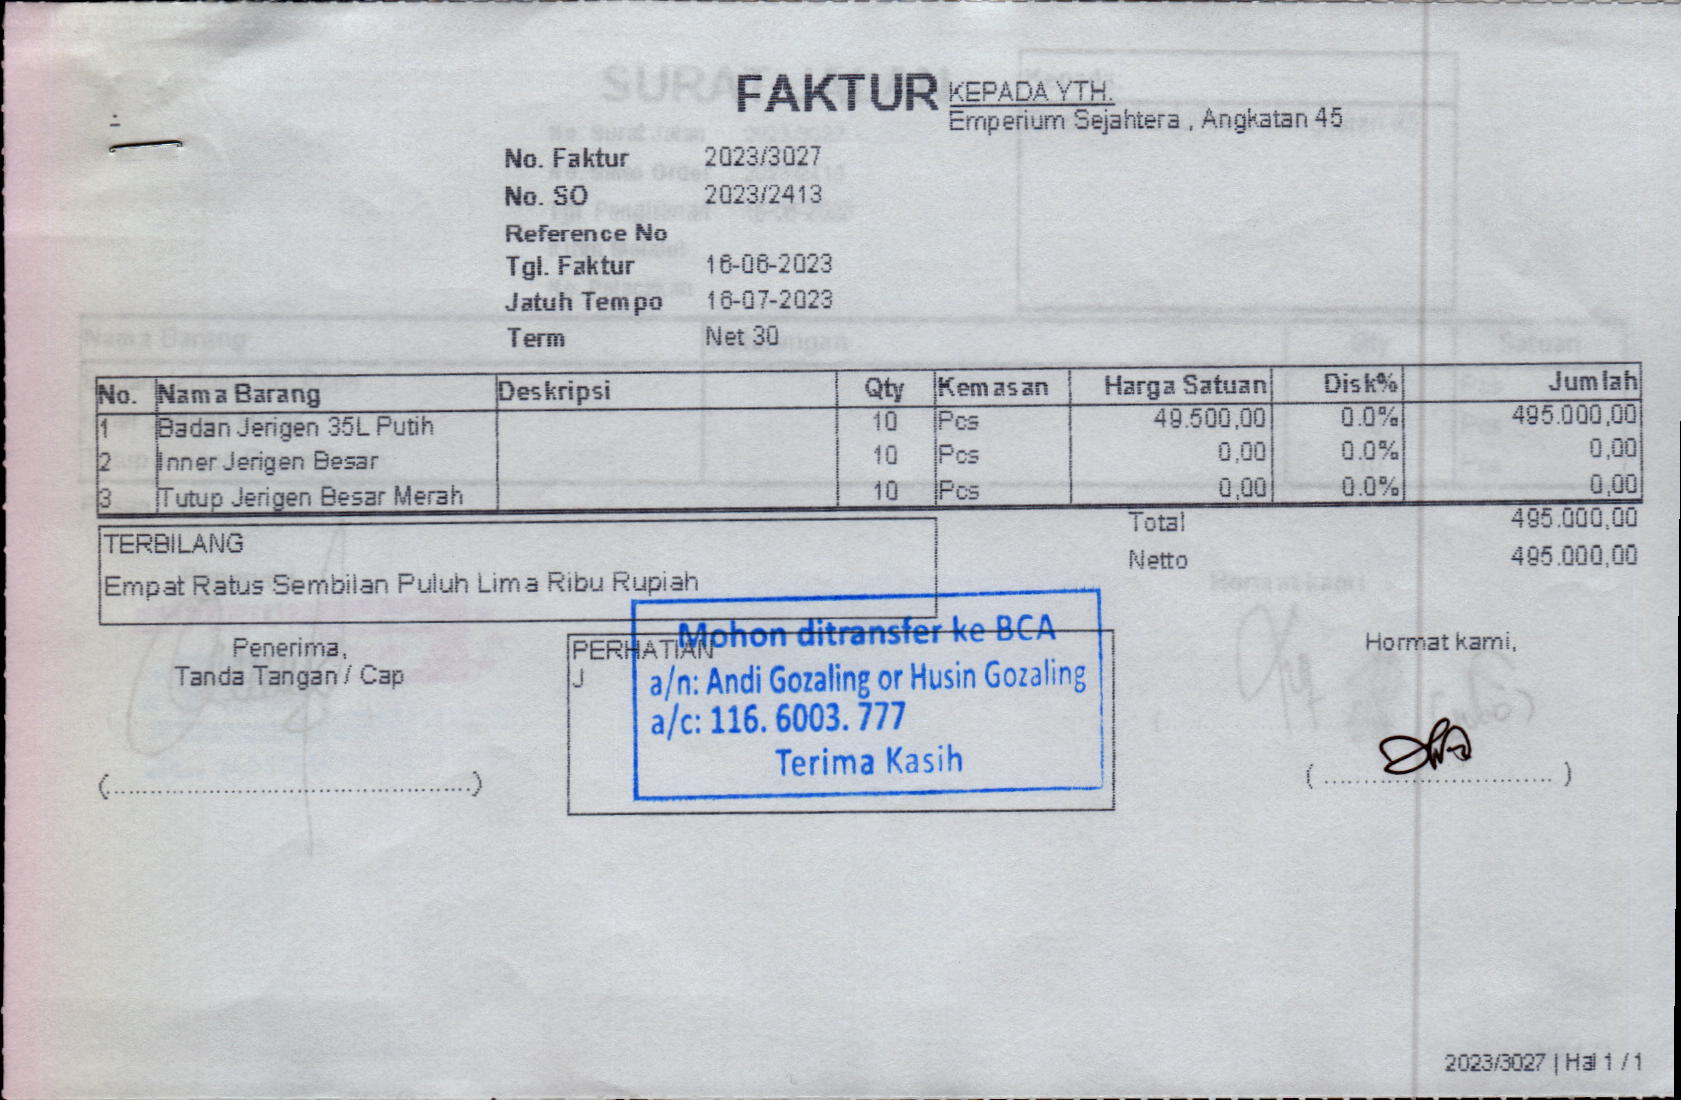 FAKTUR
KEPADA YTH.
Emperium Sejahtera , Angkatan 45
No. Faktur 2023/3027
No. SO 2023/2413
Reference No
Tgl. Faktur 16-06-2023
Jatuh Tempo 16-07-2023
Term Net 30
No. Nama Barang Deskripsi Qty Kemasan Harga Satuan Disk% Jumlah
1 Badan Jerigen 35L Putih 10 Pcs 49.500,00 0.0% 495.000,00
2 Inner Jerigen Besar 10 Pcs 0,00 0.0% 0,00
3 Tutup Jerigen Besar Merah 10 Pcs 0,00 0.0% 0,00
Total 495.000,00
Netto 495.000,00
TERBILANG
Empat Ratus Sembilan Puluh Lima Ribu Rupiah
Penerima,
Tanda Tangan / Cap
(........................................)
PERHATIAN
J
Mohon ditransfer ke BCA
a/n: Andi Gozaling or Husin Gozaling
a/c: 116. 6003. 777
Terima Kasih
Hormat kami,
( ............................ )
2023/3027 | Hal 1 / 1